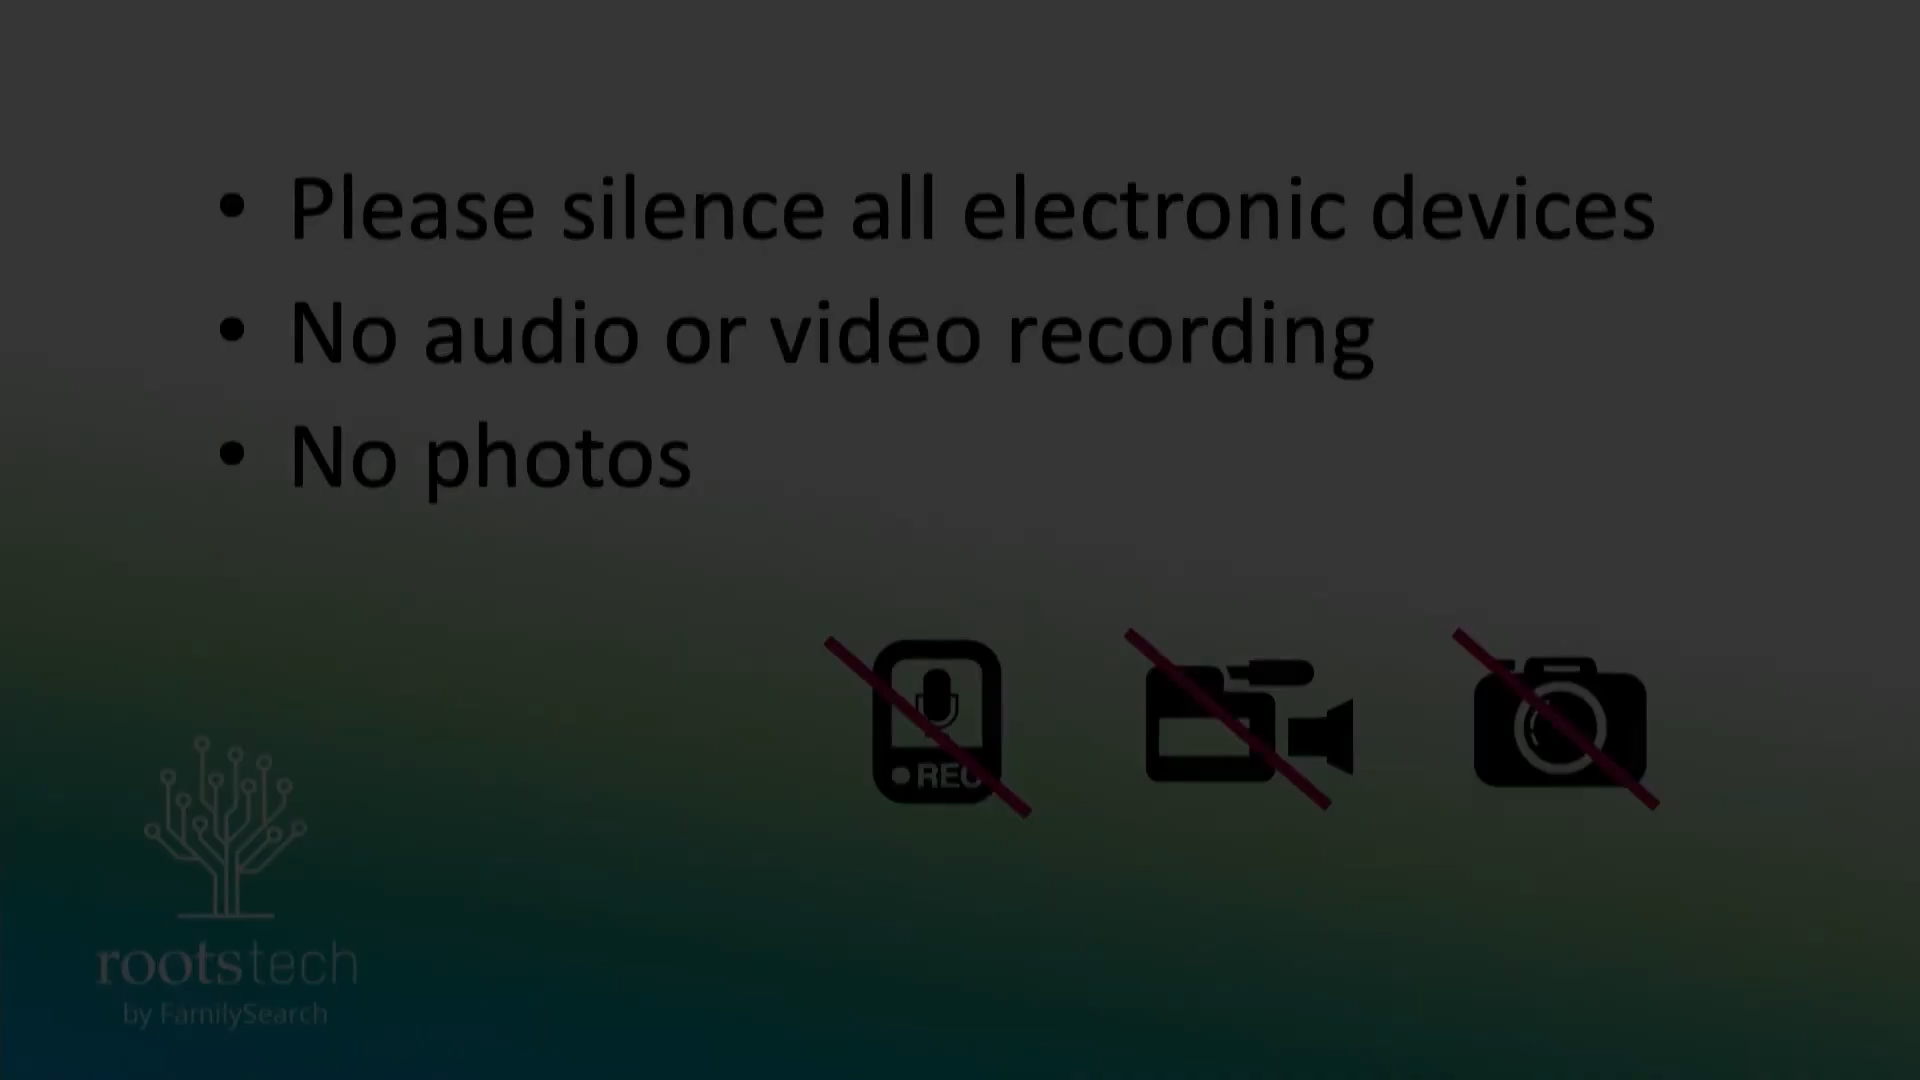 • Please silence all electronic devices
• No audio or video recording
• No photos
REC
rootstech
by FamilySearch